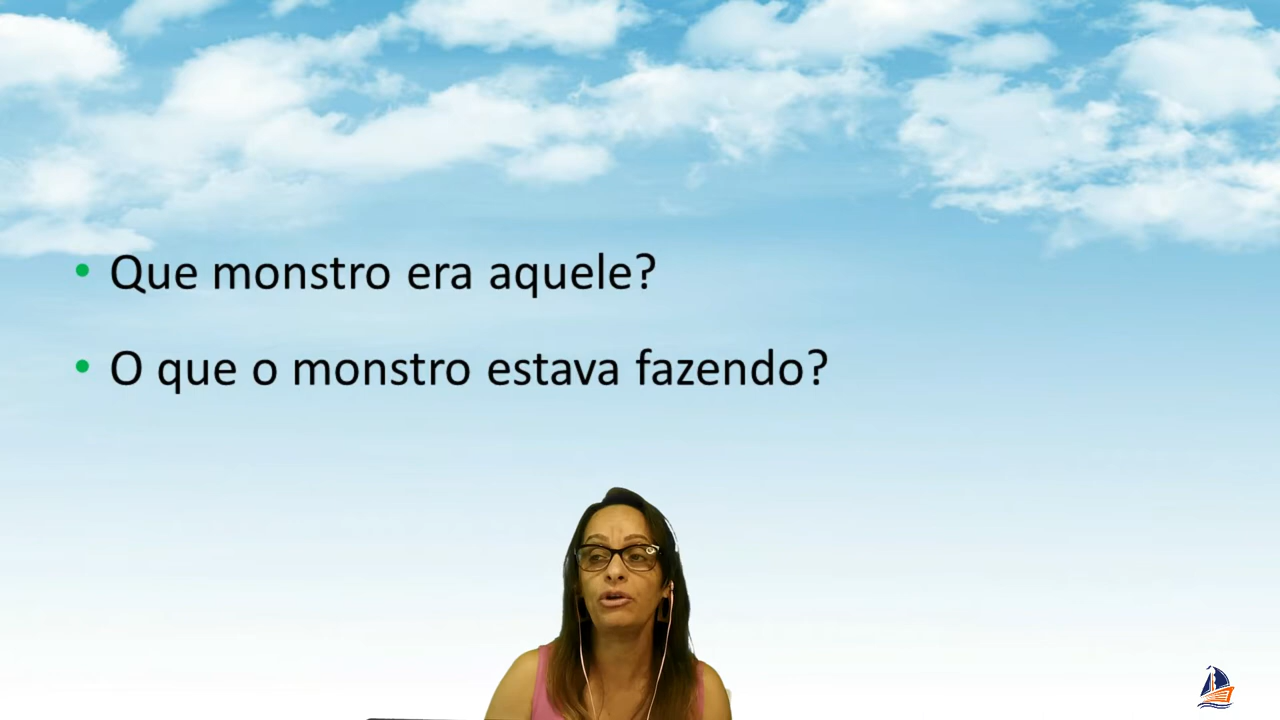 • Que monstro era aquele?
• O que o monstro estava fazendo?